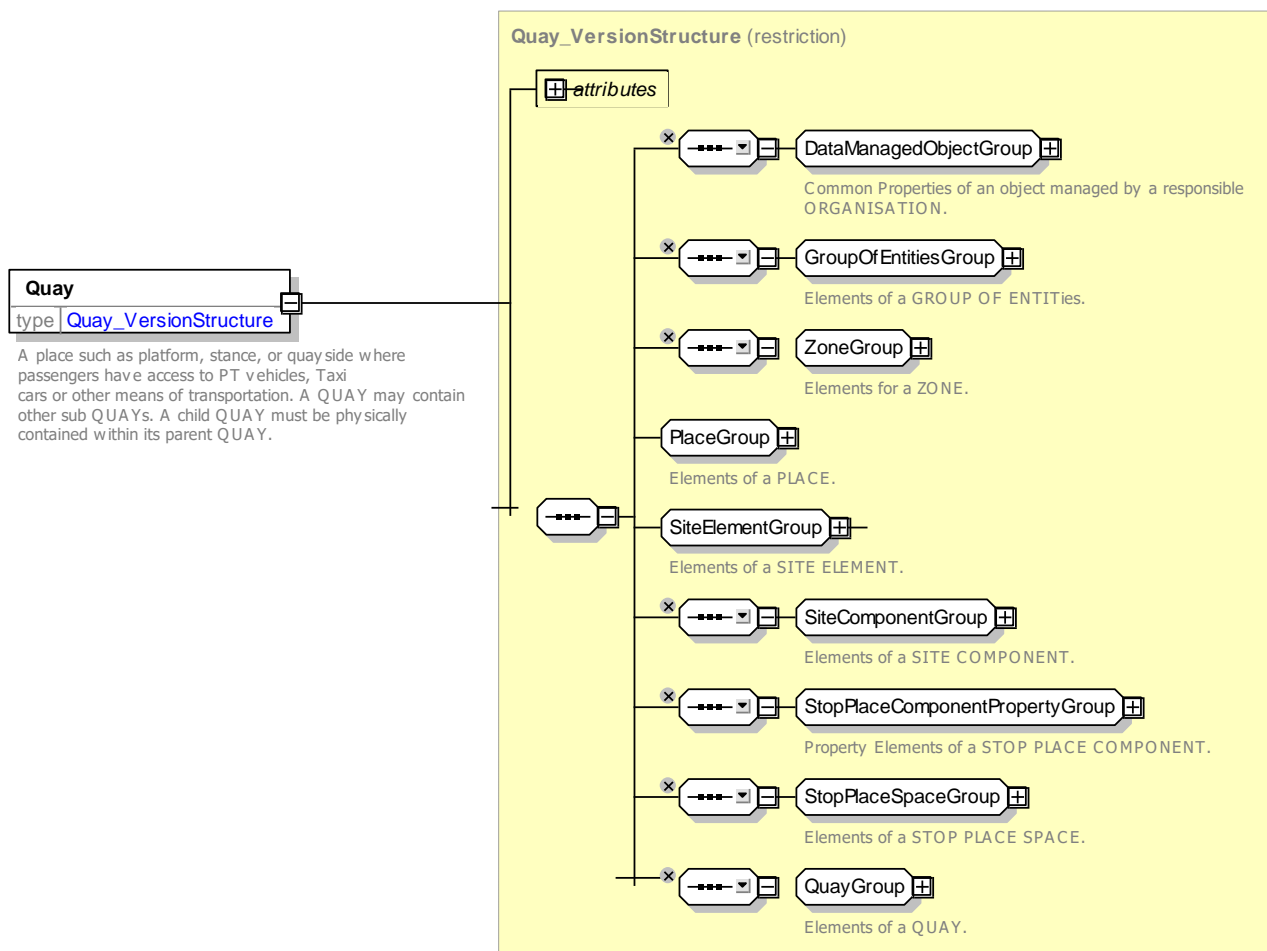 Quay_VersionStructure (restriction)
attributes
DataManagedObjectGroup
Common Properties of an object managed by a responsible
ORGANISATION.
GroupOfEntitiesGroup
Elements of a GROUP OF ENTITies.
Quay
type Quay_VersionStructure
A place such as platform, stance, or quayside where
passengers have access to PT vehicles, Taxi
cars or other means of transportation. A QUAY may contain
other sub QUAYs. A child QUAY must be physically
contained within its parent QUAY.
ZoneGroup
Elements for a ZONE.
PlaceGroup
Elements of a PLACE.
SiteElementGroup
Elements of a SITE ELEMENT.
SiteComponentGroup
Elements of a SITE COMPONENT.
StopPlaceComponentPropertyGroup
Property Elements of a STOP PLACE COMPONENT.
StopPlaceSpaceGroup
Elements of a STOP PLACE SPACE.
QuayGroup
Elements of a QUAY.